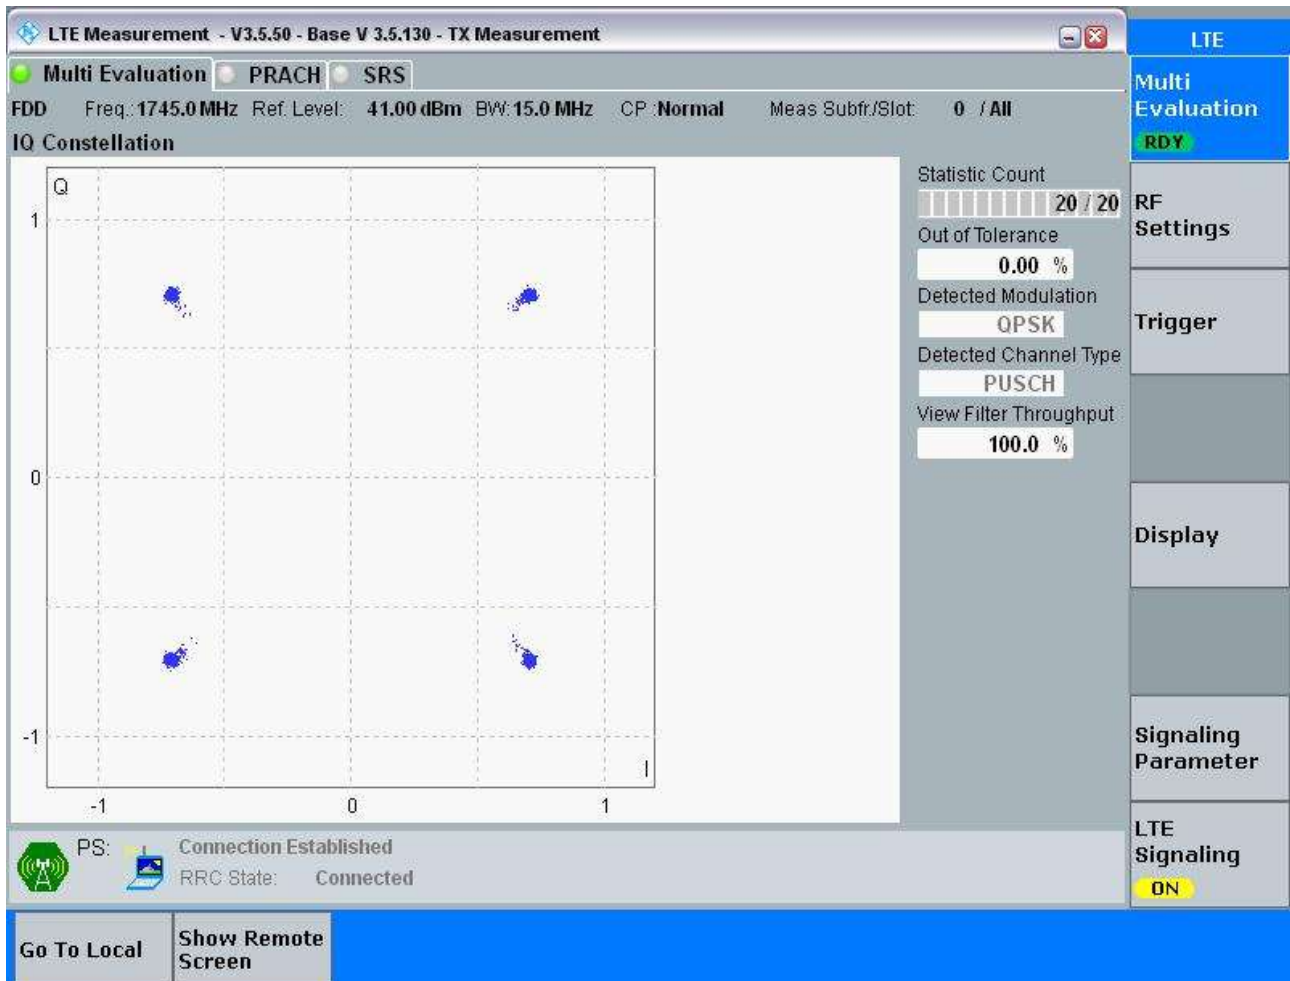 LTE Measurement - V3.5.50 - Base V 3.5.130 - TX Measurement
LTE
Multi Evaluation PRACH SRS
Multi
Evaluation
RDY
FDD Freq.: 1745.0 MHz Ref. Level: 41.00 dBm BW: 15.0 MHz CP : Normal Meas Subfr./Slot: 0 / All
IQ Constellation
Statistic Count
20 / 20
Out of Tolerance
0.00 %
Detected Modulation
QPSK
Detected Channel Type
PUSCH
View Filter Throughput
100.0 %
Q
1
0
-1
I
-1 0 1
RF
Settings
Trigger
Display
Signaling
Parameter
LTE
Signaling
ON
PS: Connection Established
RRC State: Connected
Go To Local
Show Remote
Screen